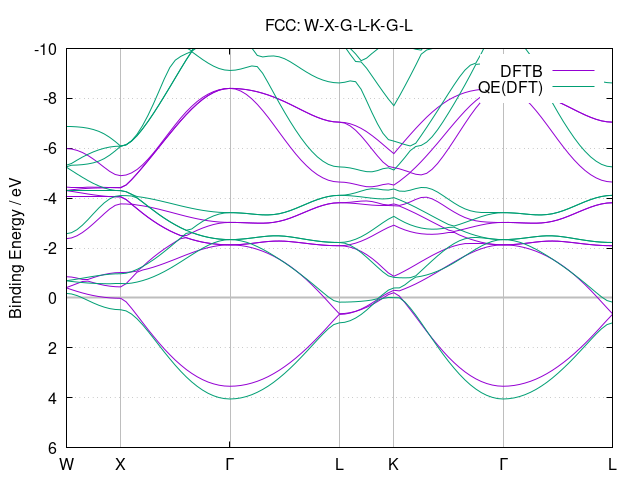 FCC: W-X-G-L-K-G-L
Binding Energy / eV
-10
-8
-6
-4
-2
0
2
4
6
DFTB
QE(DFT)
W X Γ L K Γ L